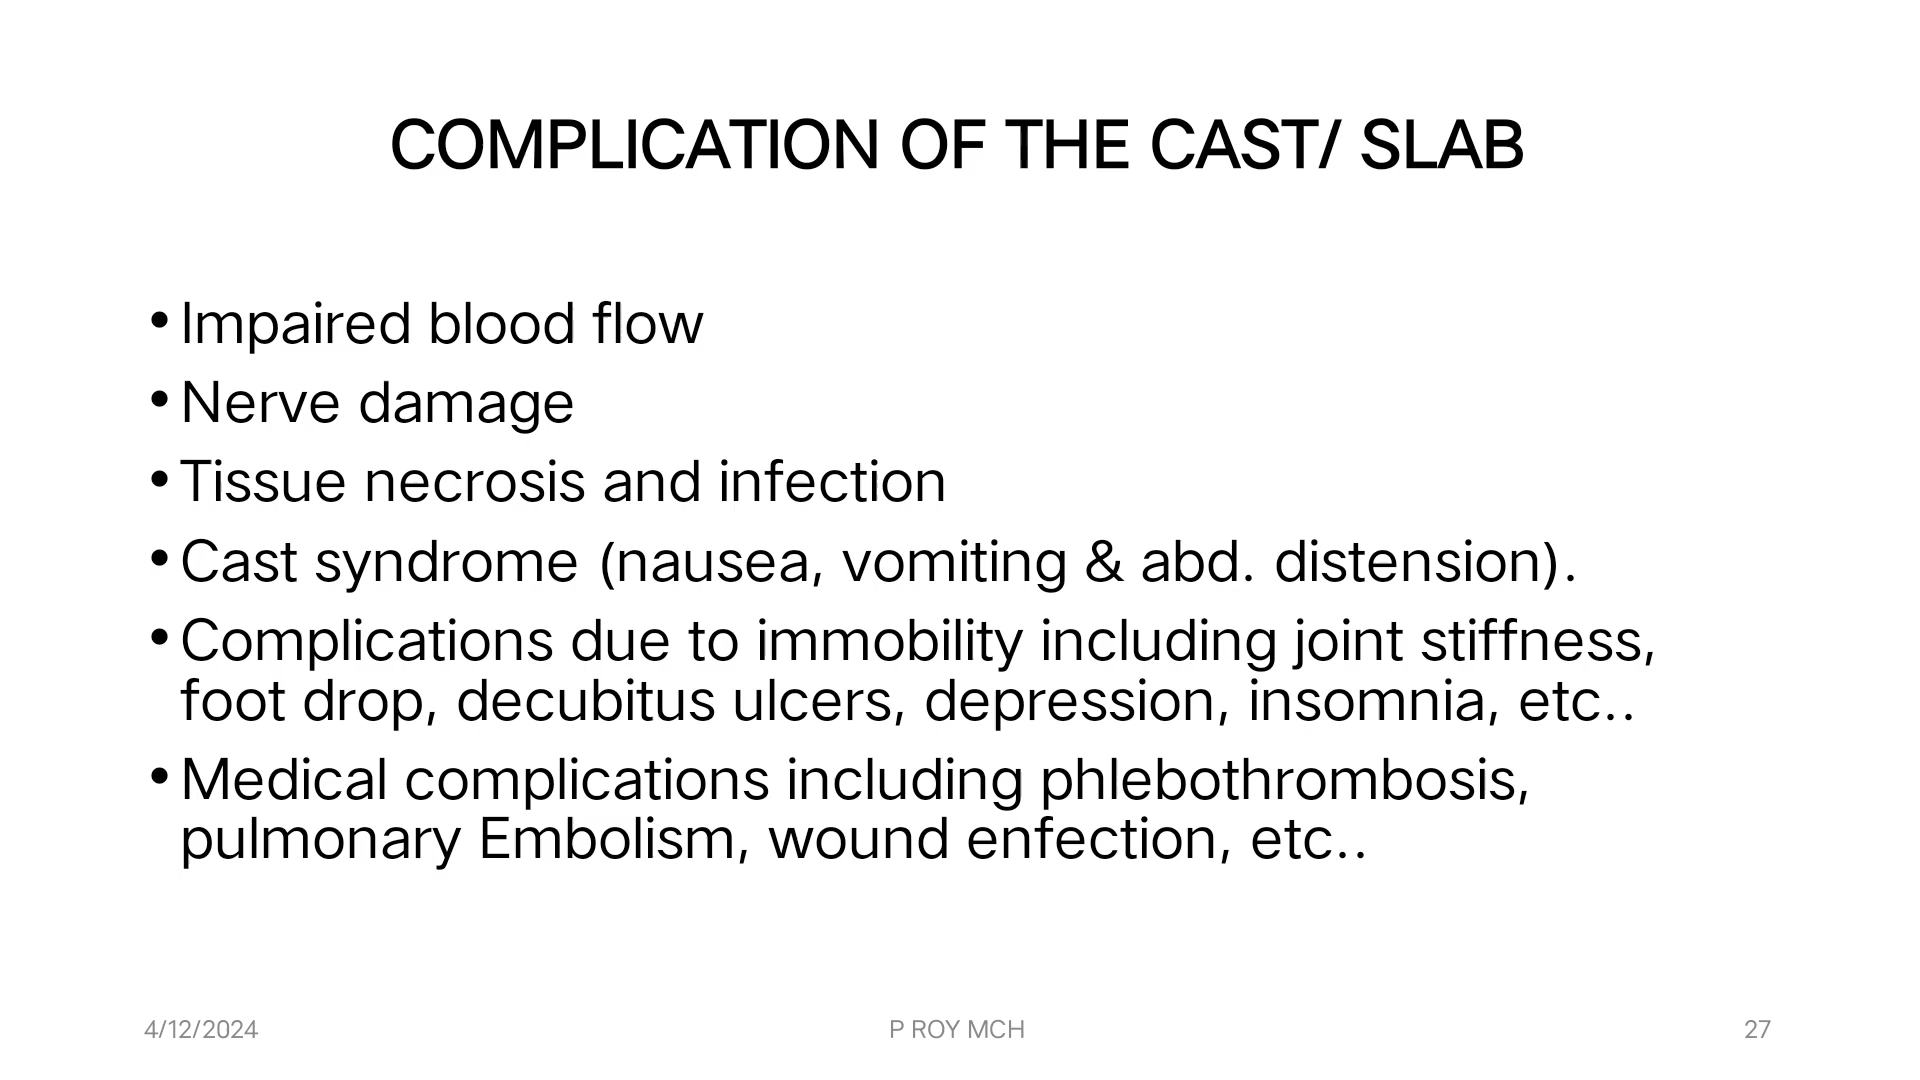 COMPLICATION OF THE CAST/ SLAB
• Impaired blood flow
• Nerve damage
• Tissue necrosis and infection
• Cast syndrome (nausea, vomiting & abd. distension).
• Complications due to immobility including joint stiffness,
foot drop, decubitus ulcers, depression, insomnia, etc..
• Medical complications including phlebothrombosis,
pulmonary Embolism, wound enfection, etc..
4/12/2024
P ROY MCH
27